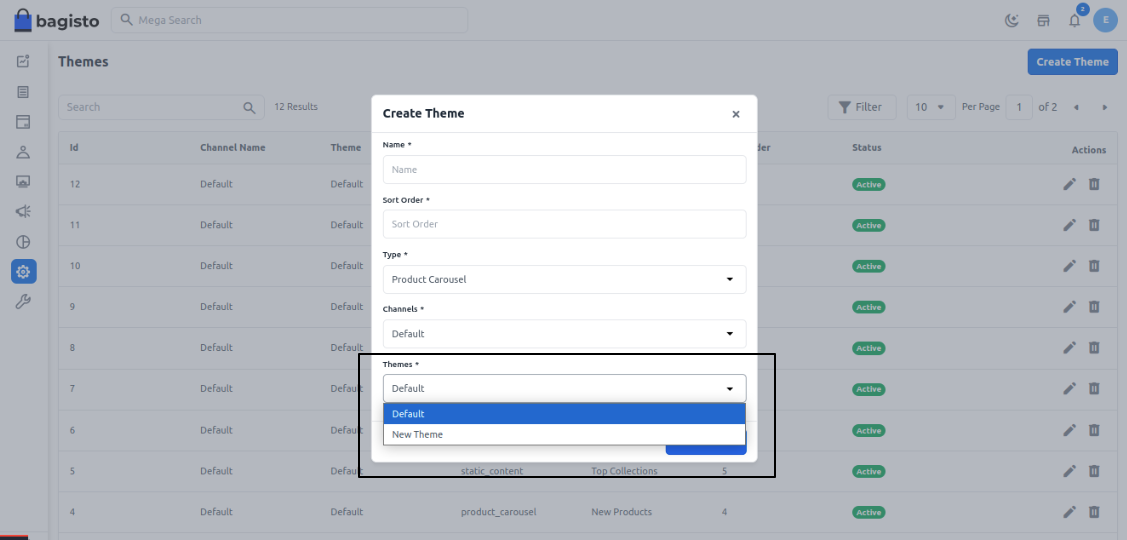 bagisto
Mega Search
2
E
Themes
Create Theme
Search
12 Results
Filter
10
Per Page
1
of 2
Id
Channel Name
Theme
der
Status
Actions
12
Default
Default
Active
11
Default
Default
Active
10
Default
Default
Active
9
Default
Default
Active
8
Default
Default
Active
7
Default
Default
Active
6
Default
Default
Active
5
Default
Default
static_content
Top Collections
5
Active
4
Default
Default
product_carousel
New Products
4
Active
Create Theme
Name *
Name
Sort Order *
Sort Order
Type *
Product Carousel
Channels *
Default
Themes *
Default
Default
New Theme